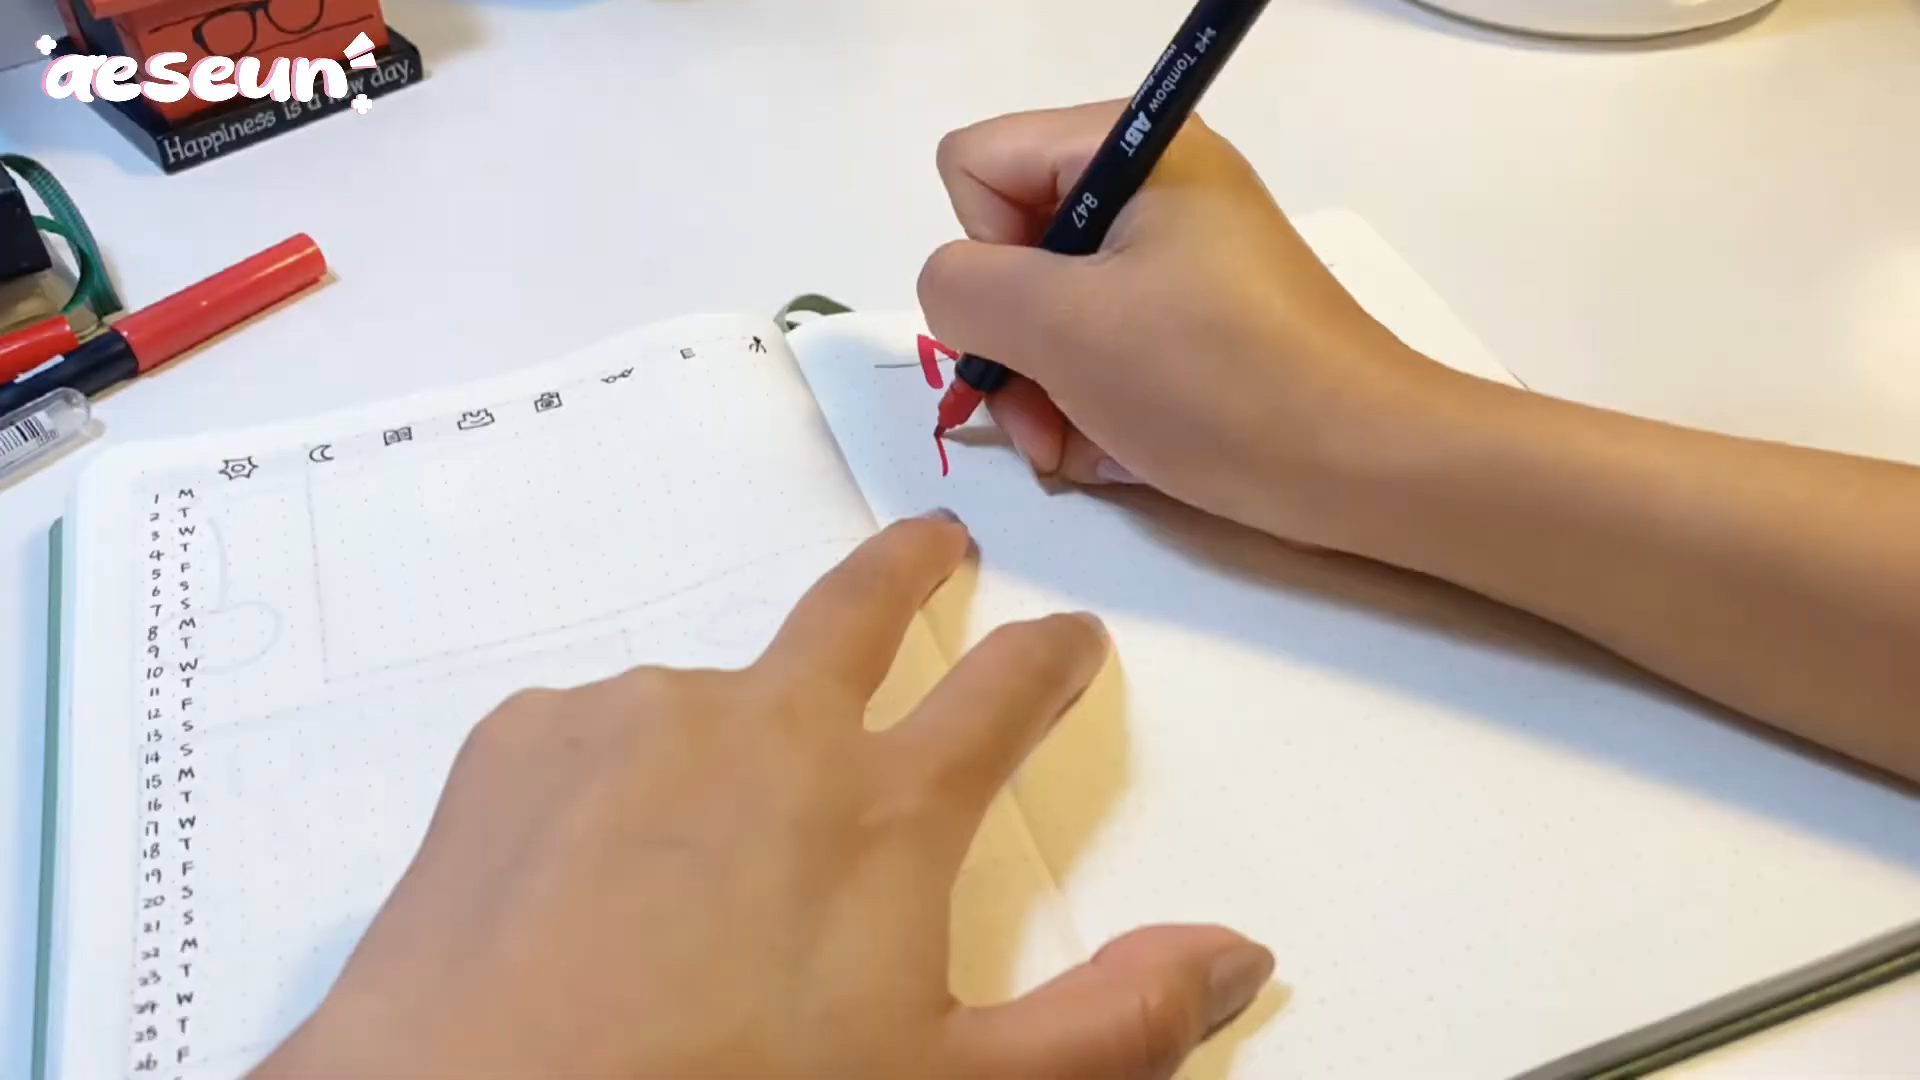 aeseun
Happiness is a new day.
Tombow ABT
847
E
1 M
2 T
3 W
4 T
5 F
6 S
7 S
8 M
9 T
10 W
11 T
12 F
13 S
14 S
15 M
16 T
17 W
18 T
19 F
20 S
21 S
22 M
23 T
24 W
25 T
26 F